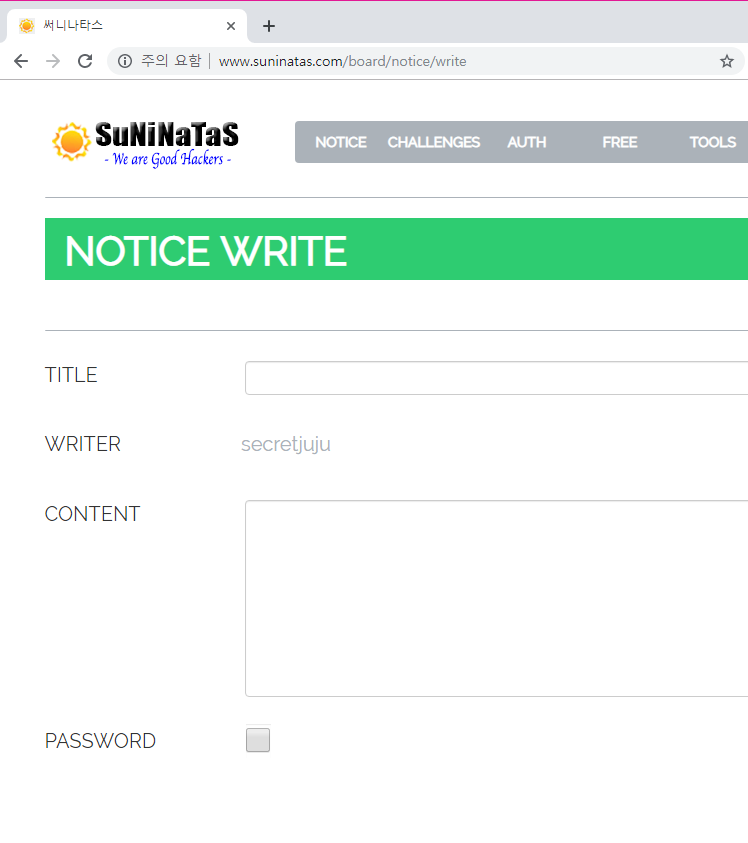 써니나타스
주의 요함 www.suninatas.com/board/notice/write
SuNiNaTaS
- We are Good Hackers -
NOTICE CHALLENGES AUTH FREE TOOLS
NOTICE WRITE
TITLE
WRITER secretjuju
CONTENT
PASSWORD